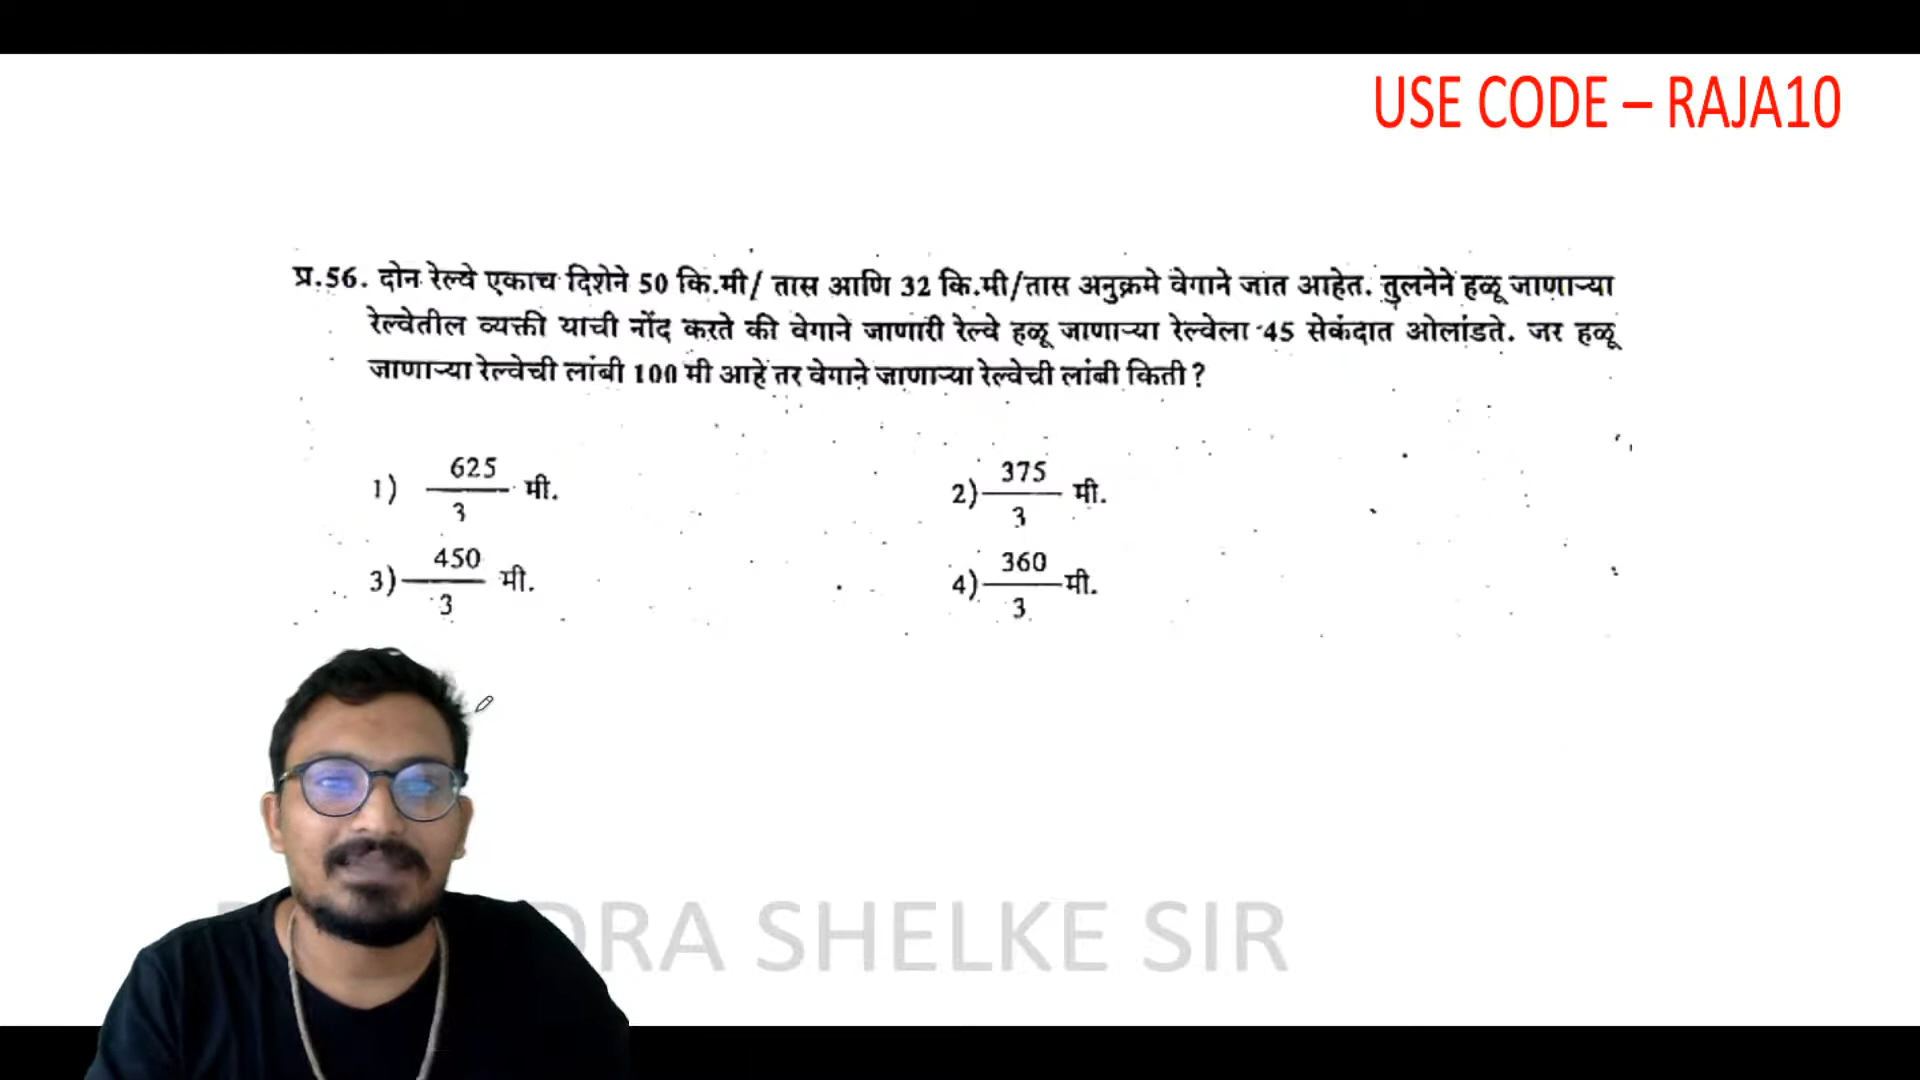 USE CODE – RAJA10
प्र.56. दोन रेल्वे एकाच दिशेने 50 कि.मी/ तास आणि 32 कि.मी/तास अनुक्रमे वेगाने जात आहेत. तुलनेने हळू जाणाऱ्या
रेल्वेतील व्यक्ती याची नोंद करते की वेगाने जाणारी रेल्वे हळू जाणाऱ्या रेल्वेला 45 सेकंदात ओलांडते. जर हळू
जाणाऱ्या रेल्वेची लांबी 100 मी आहे तर वेगाने जाणाऱ्या रेल्वेची लांबी किती ?
1) 625/3 मी.
2) 375/3 मी.
3) 450/3 मी.
4) 360/3 मी.
DRA SHELKE SIR